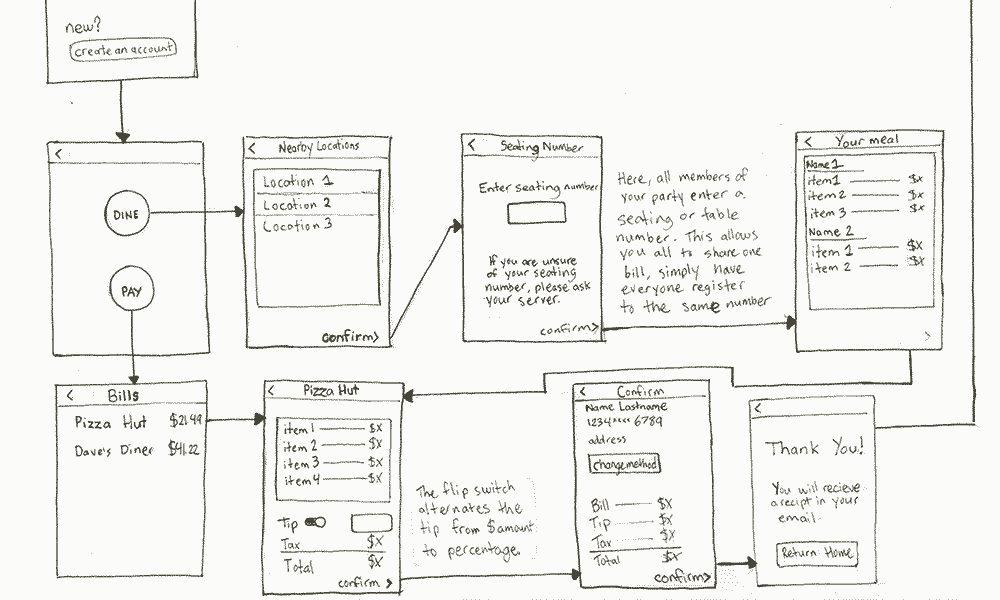 new?
create an account
<
DINE
PAY
< Nearby Locations
Location 1
Location 2
Location 3
confirm>
< Seating Number
Enter seating number
If you are unsure
of your seating
number, please ask
your server.
confirm>
Here, all members of
your party enter a
seating or table
number. This allows
you all to share one
bill, simply have
everyone register
to the same number
< Your meal
Name 1
item 1 $x
item 2 $x
item 3 $x
Name 2
item 1 $x
item 2 $x
>
< Bills
Pizza Hut $21.49
Dave's Diner $41.22
< Pizza Hut
item 1 $X
item 2 $X
item 3 $X
item 4 $X
Tip
Tax $X
Total $X
confirm >
The flip switch
alternates the
tip from $amount
to percentage.
< Confirm
Name Lastname
1234**** 6789
address
change method
Bill $X
Tip $X
Tax $X
Total $X
confirm>
<
Thank You!
You will recieve
a recipt in your
email.
Return Home